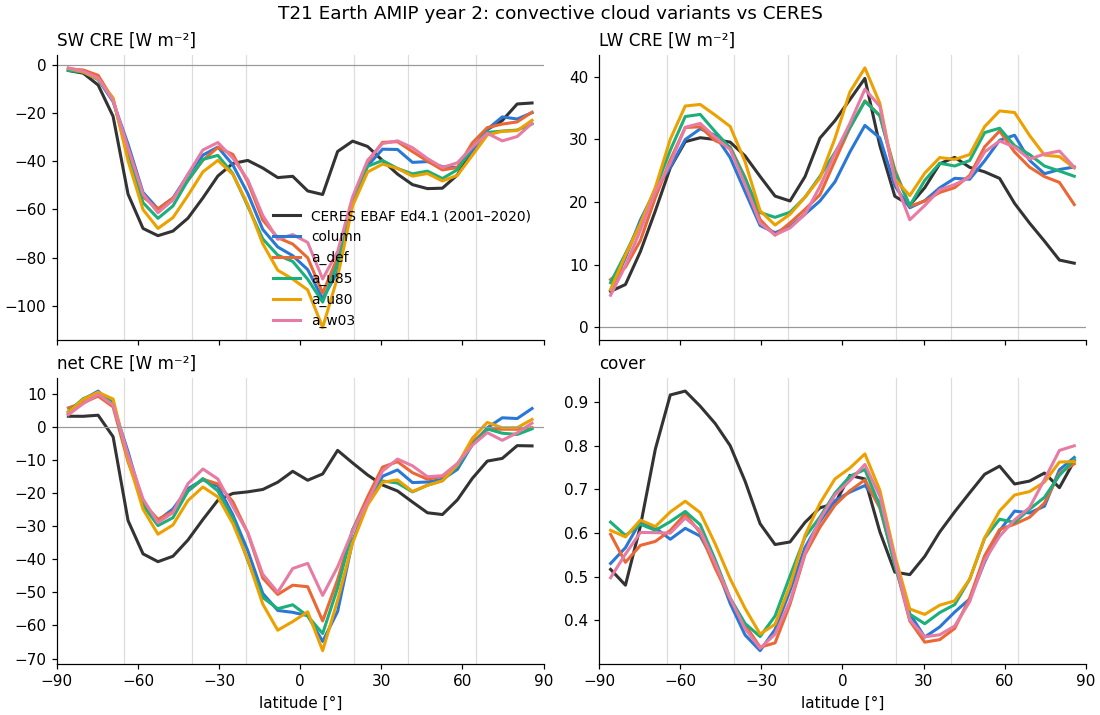 T21 Earth AMIP year 2: convective cloud variants vs CERES
SW CRE [W m⁻²]
LW CRE [W m⁻²]
0
−20
−40
−60
−80
−100
CERES EBAF Ed4.1 (2001–2020)
column
a_def
a_u85
a_u80
a_w03
40
30
20
10
0
net CRE [W m⁻²]
cover
10
0
−10
−20
−30
−40
−50
−60
−70
−90 −60 −30 0 30 60 90
latitude [°]
0.9
0.8
0.7
0.6
0.5
0.4
−90 −60 −30 0 30 60 90
latitude [°]